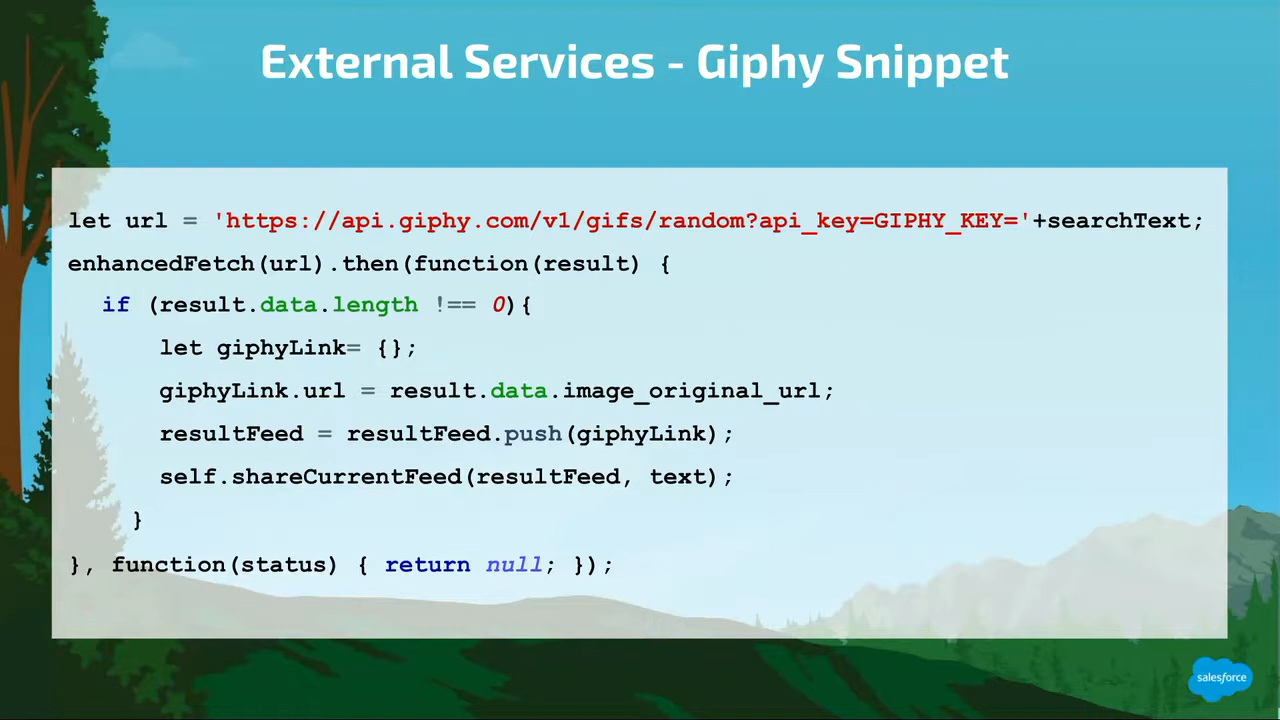 External Services - Giphy Snippet
let url = 'https://api.giphy.com/v1/gifs/random?api_key=GIPHY_KEY='+searchText;
enhancedFetch(url).then(function(result) {
if (result.data.length !== 0){
let giphyLink= {};
giphyLink.url = result.data.image_original_url;
resultFeed = resultFeed.push(giphyLink);
self.shareCurrentFeed(resultFeed, text);
}
}, function(status) { return null; });
salesforce